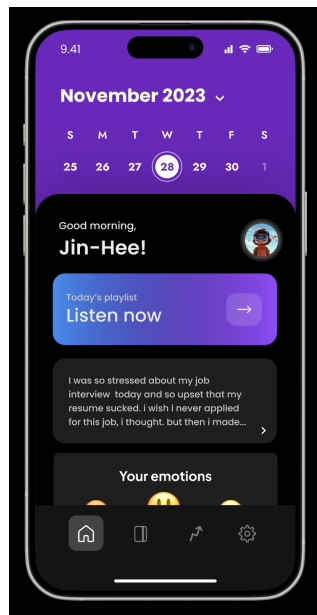 9.41
November 2023
S M T W T F S
25 26 27 28 29 30 1
Good morning,
Jin-Hee!
Today's playlist
Listen now
I was so stressed about my job
interview today and so upset that my
resume sucked. i wish i never applied
for this job, i thought. but then i made...
Your emotions